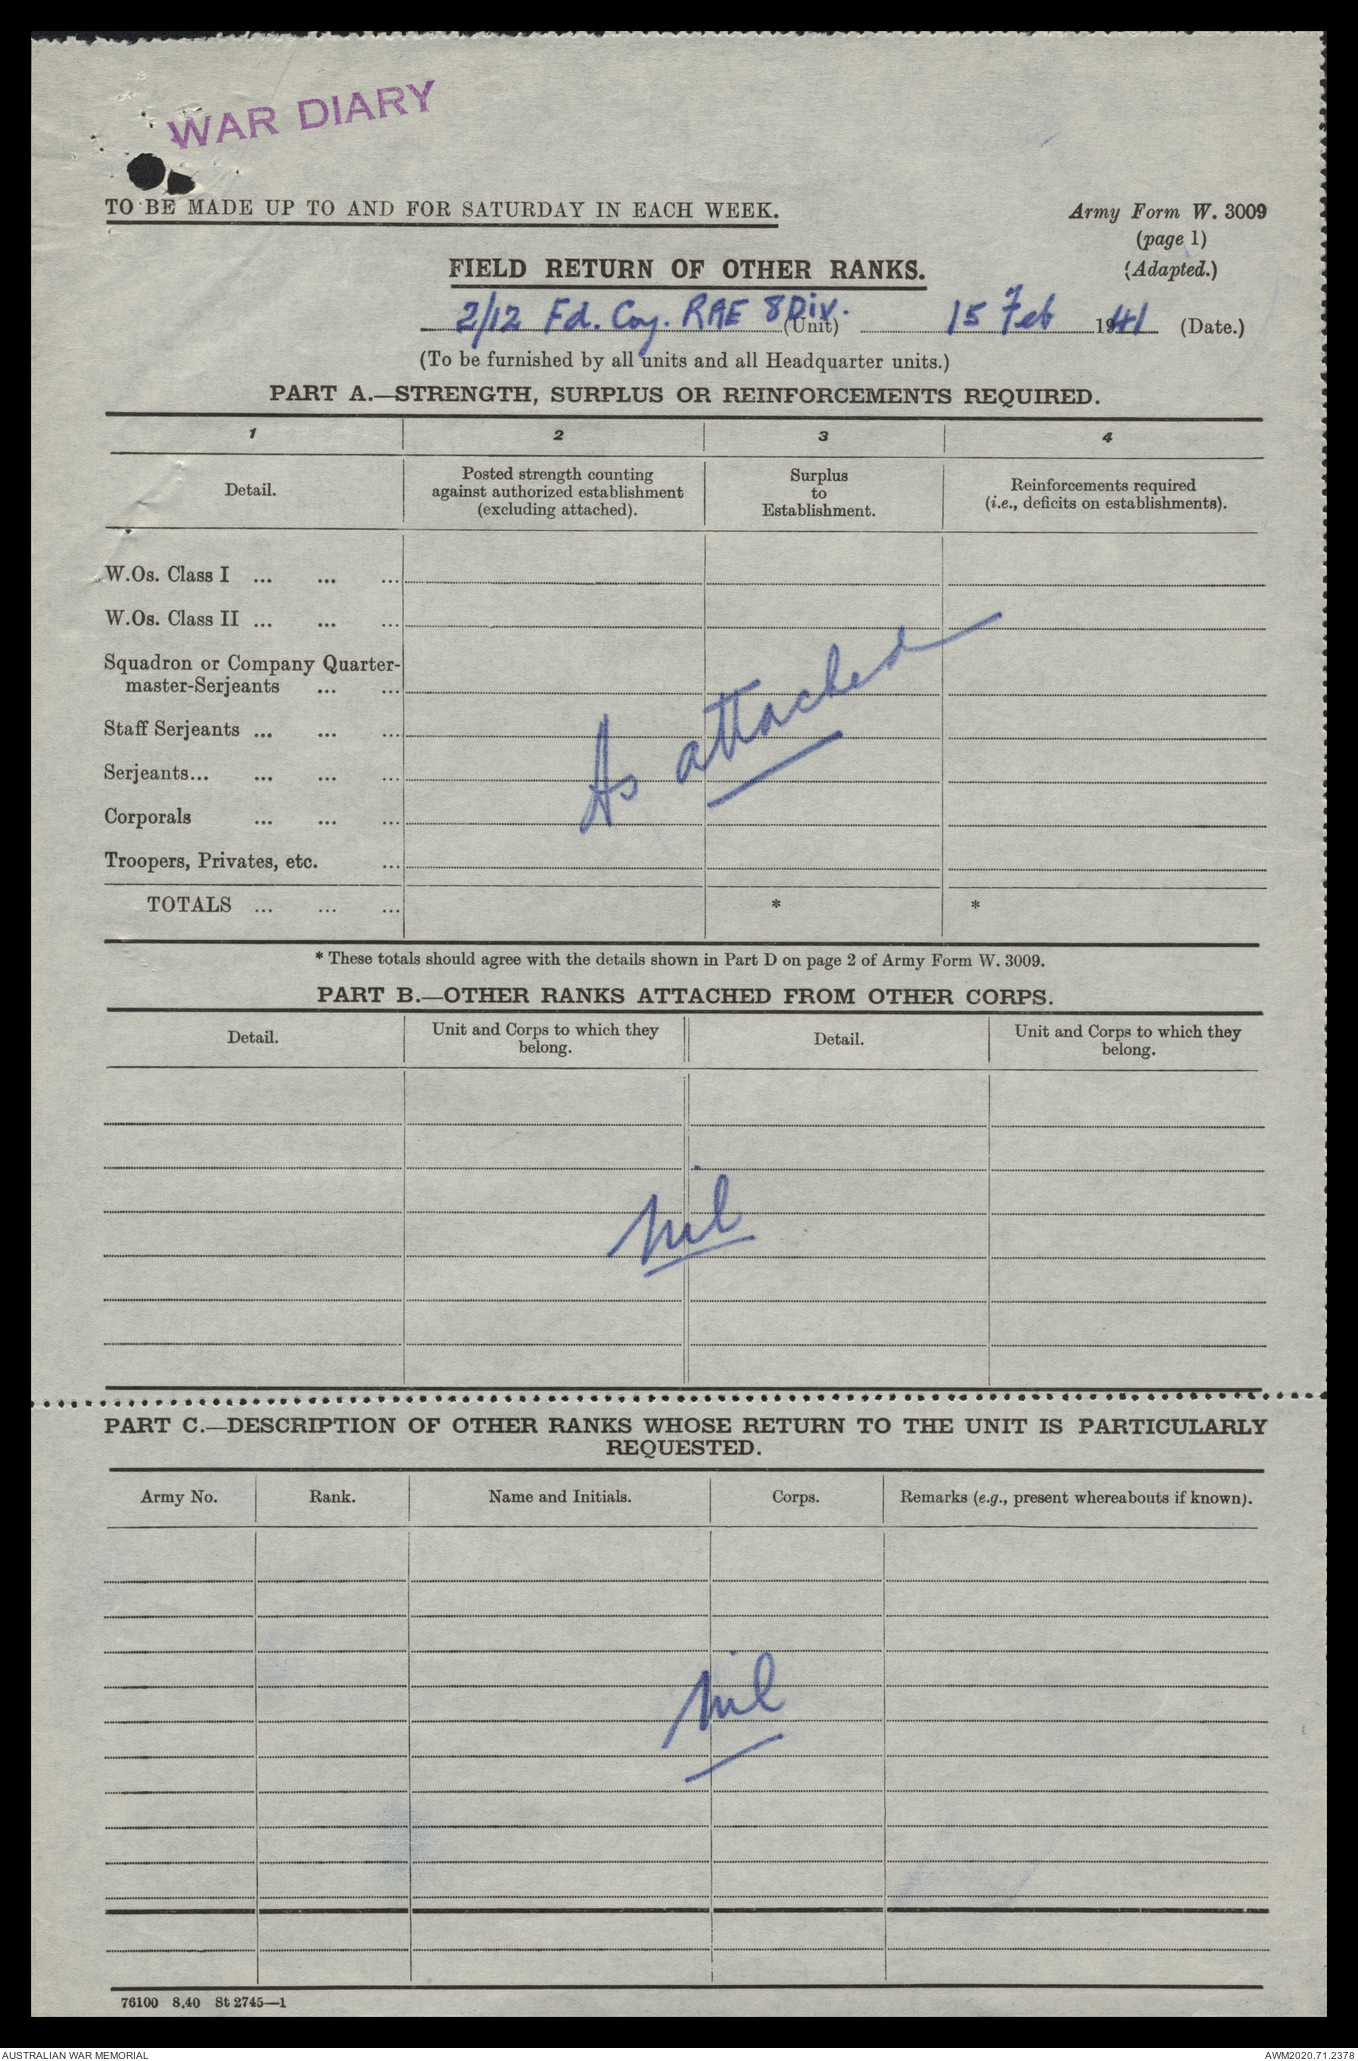 WAR DIARY
TO BE MADE UP TO AND FOR SATURDAY IN EACH WEEK.
Army Form W. 3009
(page 1)
(Adapted.)
FIELD RETURN OF OTHER RANKS.
2/12 Fd. Coy. RAE 8 Div. (Unit) 15 Feb 1941 (Date.)
(To be furnished by all units and all Headquarter units.)
PART A.—STRENGTH, SURPLUS OR REINFORCEMENTS REQUIRED.
1 2 3 4
Detail.
Posted strength counting
against authorized establishment
(excluding attached).
Surplus
to
Establishment.
Reinforcements required
(i.e., deficits on establishments).
W.Os. Class I ... ... ...
W.Os. Class II ... ... ...
Squadron or Company Quarter-
master-Serjeants ... ...
Staff Serjeants ... ... ...
Serjeants... ... ... ...
Corporals ... ... ...
Troopers, Privates, etc. ...
As attached
TOTALS ... ... ... * *
* These totals should agree with the details shown in Part D on page 2 of Army Form W. 3009.
PART B.—OTHER RANKS ATTACHED FROM OTHER CORPS.
Detail.
Unit and Corps to which they
belong.
Detail.
Unit and Corps to which they
belong.
nil
PART C.—DESCRIPTION OF OTHER RANKS WHOSE RETURN TO THE UNIT IS PARTICULARLY
REQUESTED.
Army No. Rank. Name and Initials. Corps. Remarks (e.g., present whereabouts if known).
nil
76100 8.40 St 2745—1
AUSTRALIAN WAR MEMORIAL
AWM2020.71.2378